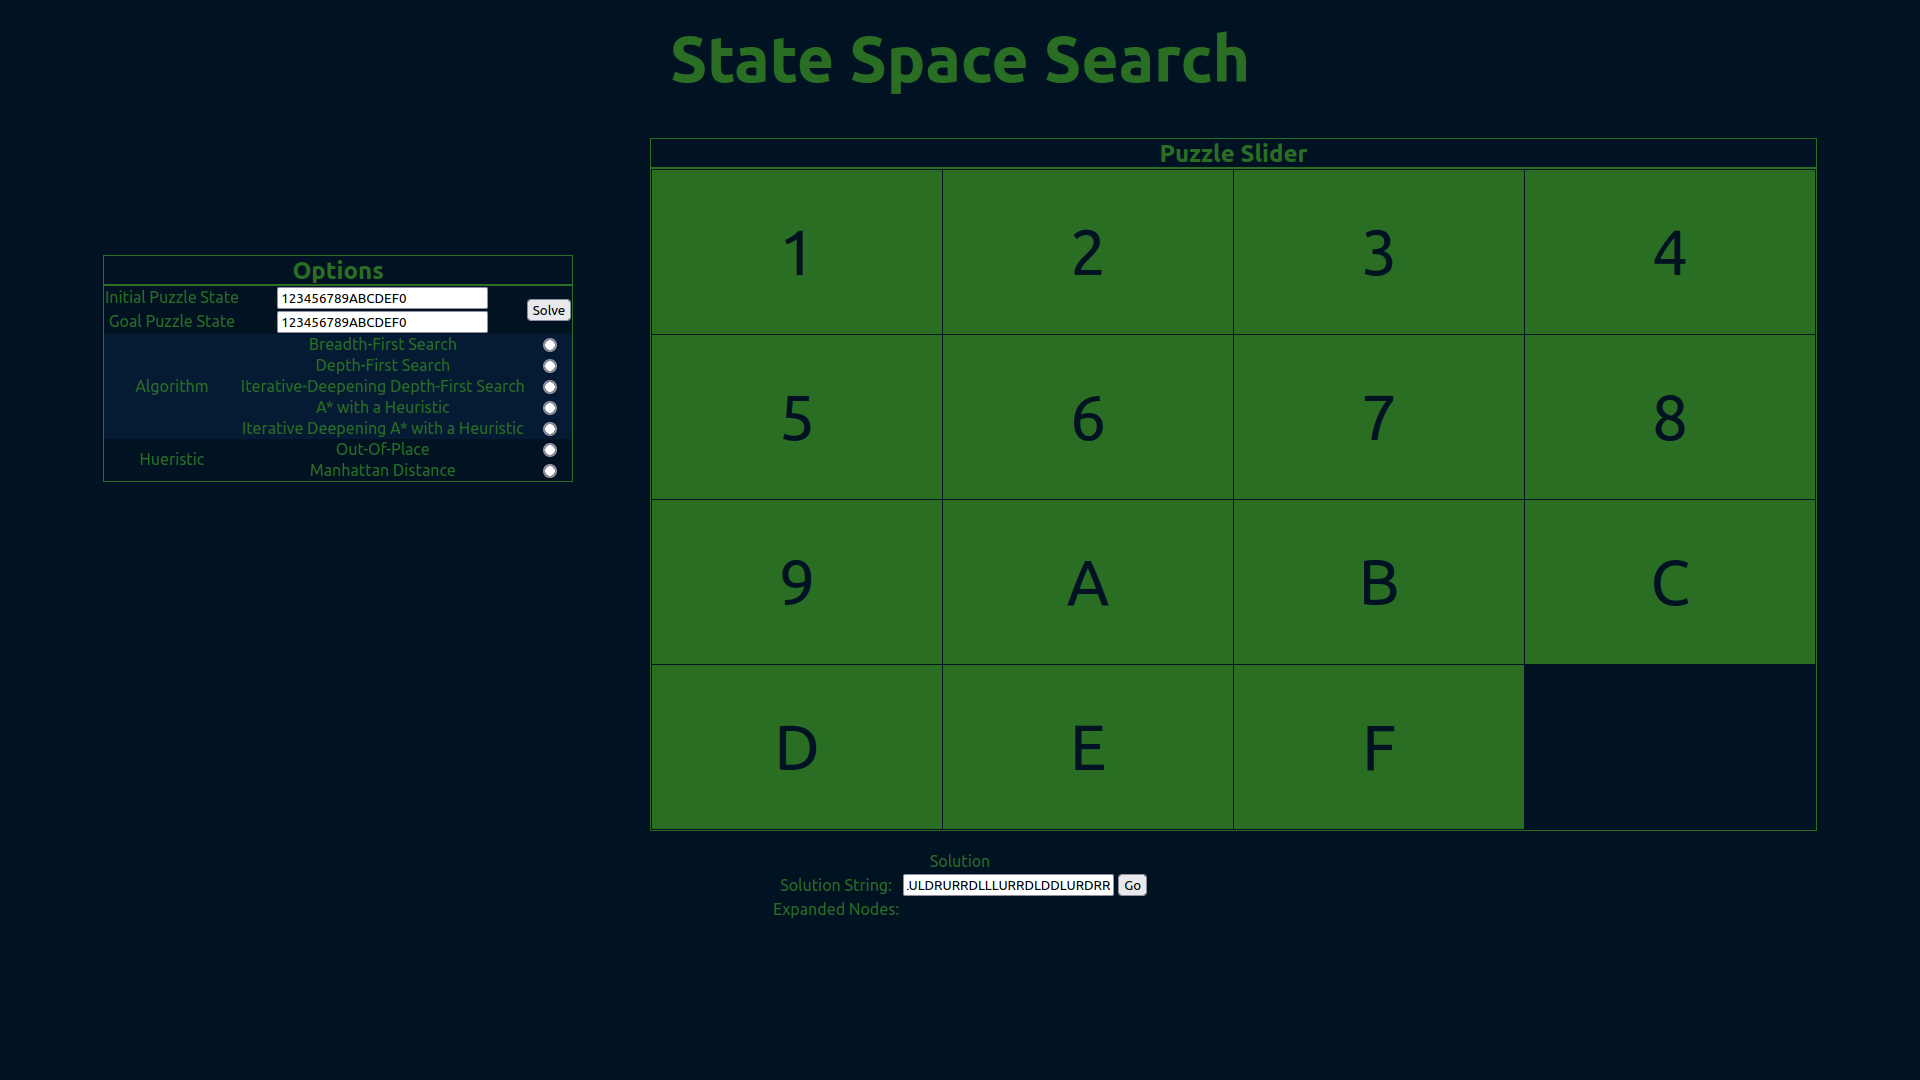 State Space Search
Options
Initial Puzzle State 123456789ABCDEF0
Goal Puzzle State 123456789ABCDEF0
Solve
Algorithm
Breadth-First Search
Depth-First Search
Iterative-Deepening Depth-First Search
A* with a Heuristic
Iterative Deepening A* with a Heuristic
Hueristic
Out-Of-Place
Manhattan Distance
Puzzle Slider
1 2 3 4
5 6 7 8
9 A B C
D E F
Solution
Solution String: .ULDRURRDLLLURRDLDDLURDRR Go
Expanded Nodes: